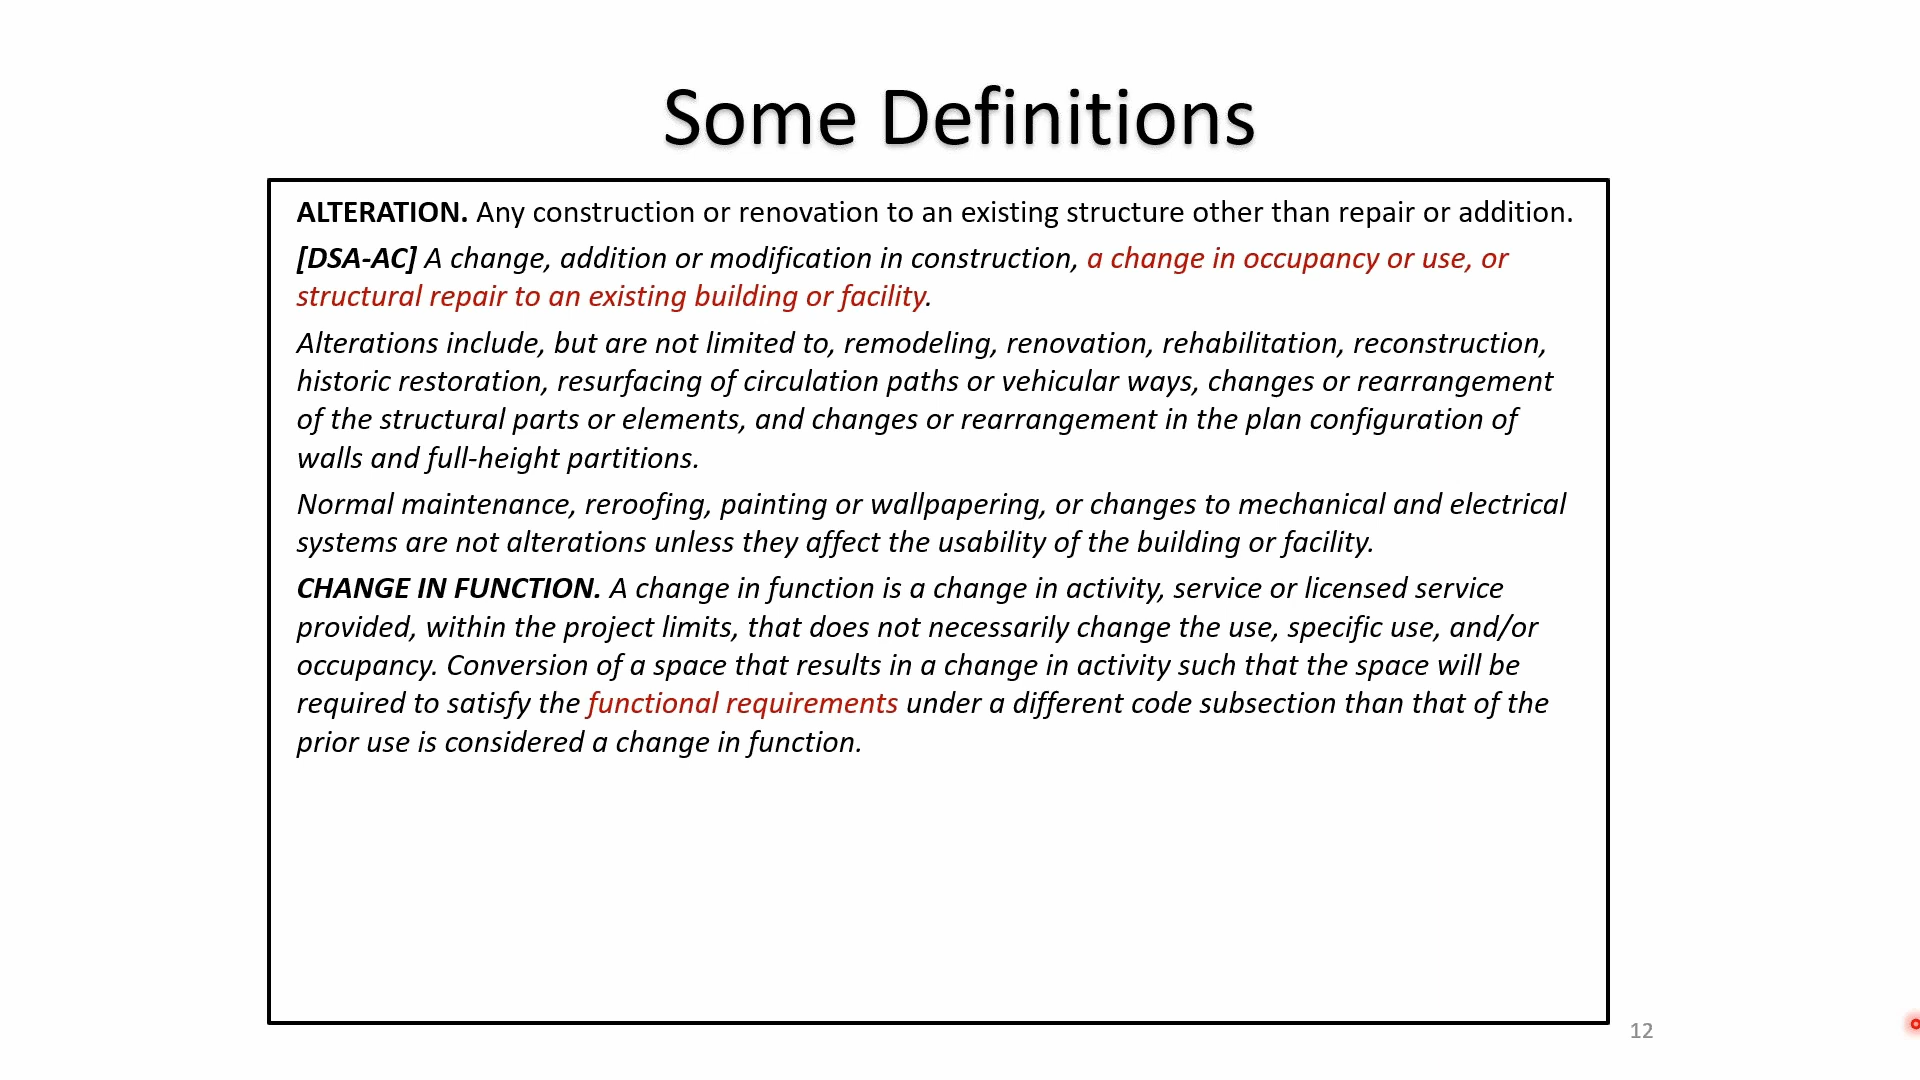 Some Definitions
ALTERATION. Any construction or renovation to an existing structure other than repair or addition.
[DSA-AC] A change, addition or modification in construction, a change in occupancy or use, or
structural repair to an existing building or facility.
Alterations include, but are not limited to, remodeling, renovation, rehabilitation, reconstruction,
historic restoration, resurfacing of circulation paths or vehicular ways, changes or rearrangement
of the structural parts or elements, and changes or rearrangement in the plan configuration of
walls and full-height partitions.
Normal maintenance, reroofing, painting or wallpapering, or changes to mechanical and electrical
systems are not alterations unless they affect the usability of the building or facility.
CHANGE IN FUNCTION. A change in function is a change in activity, service or licensed service
provided, within the project limits, that does not necessarily change the use, specific use, and/or
occupancy. Conversion of a space that results in a change in activity such that the space will be
required to satisfy the functional requirements under a different code subsection than that of the
prior use is considered a change in function.
12